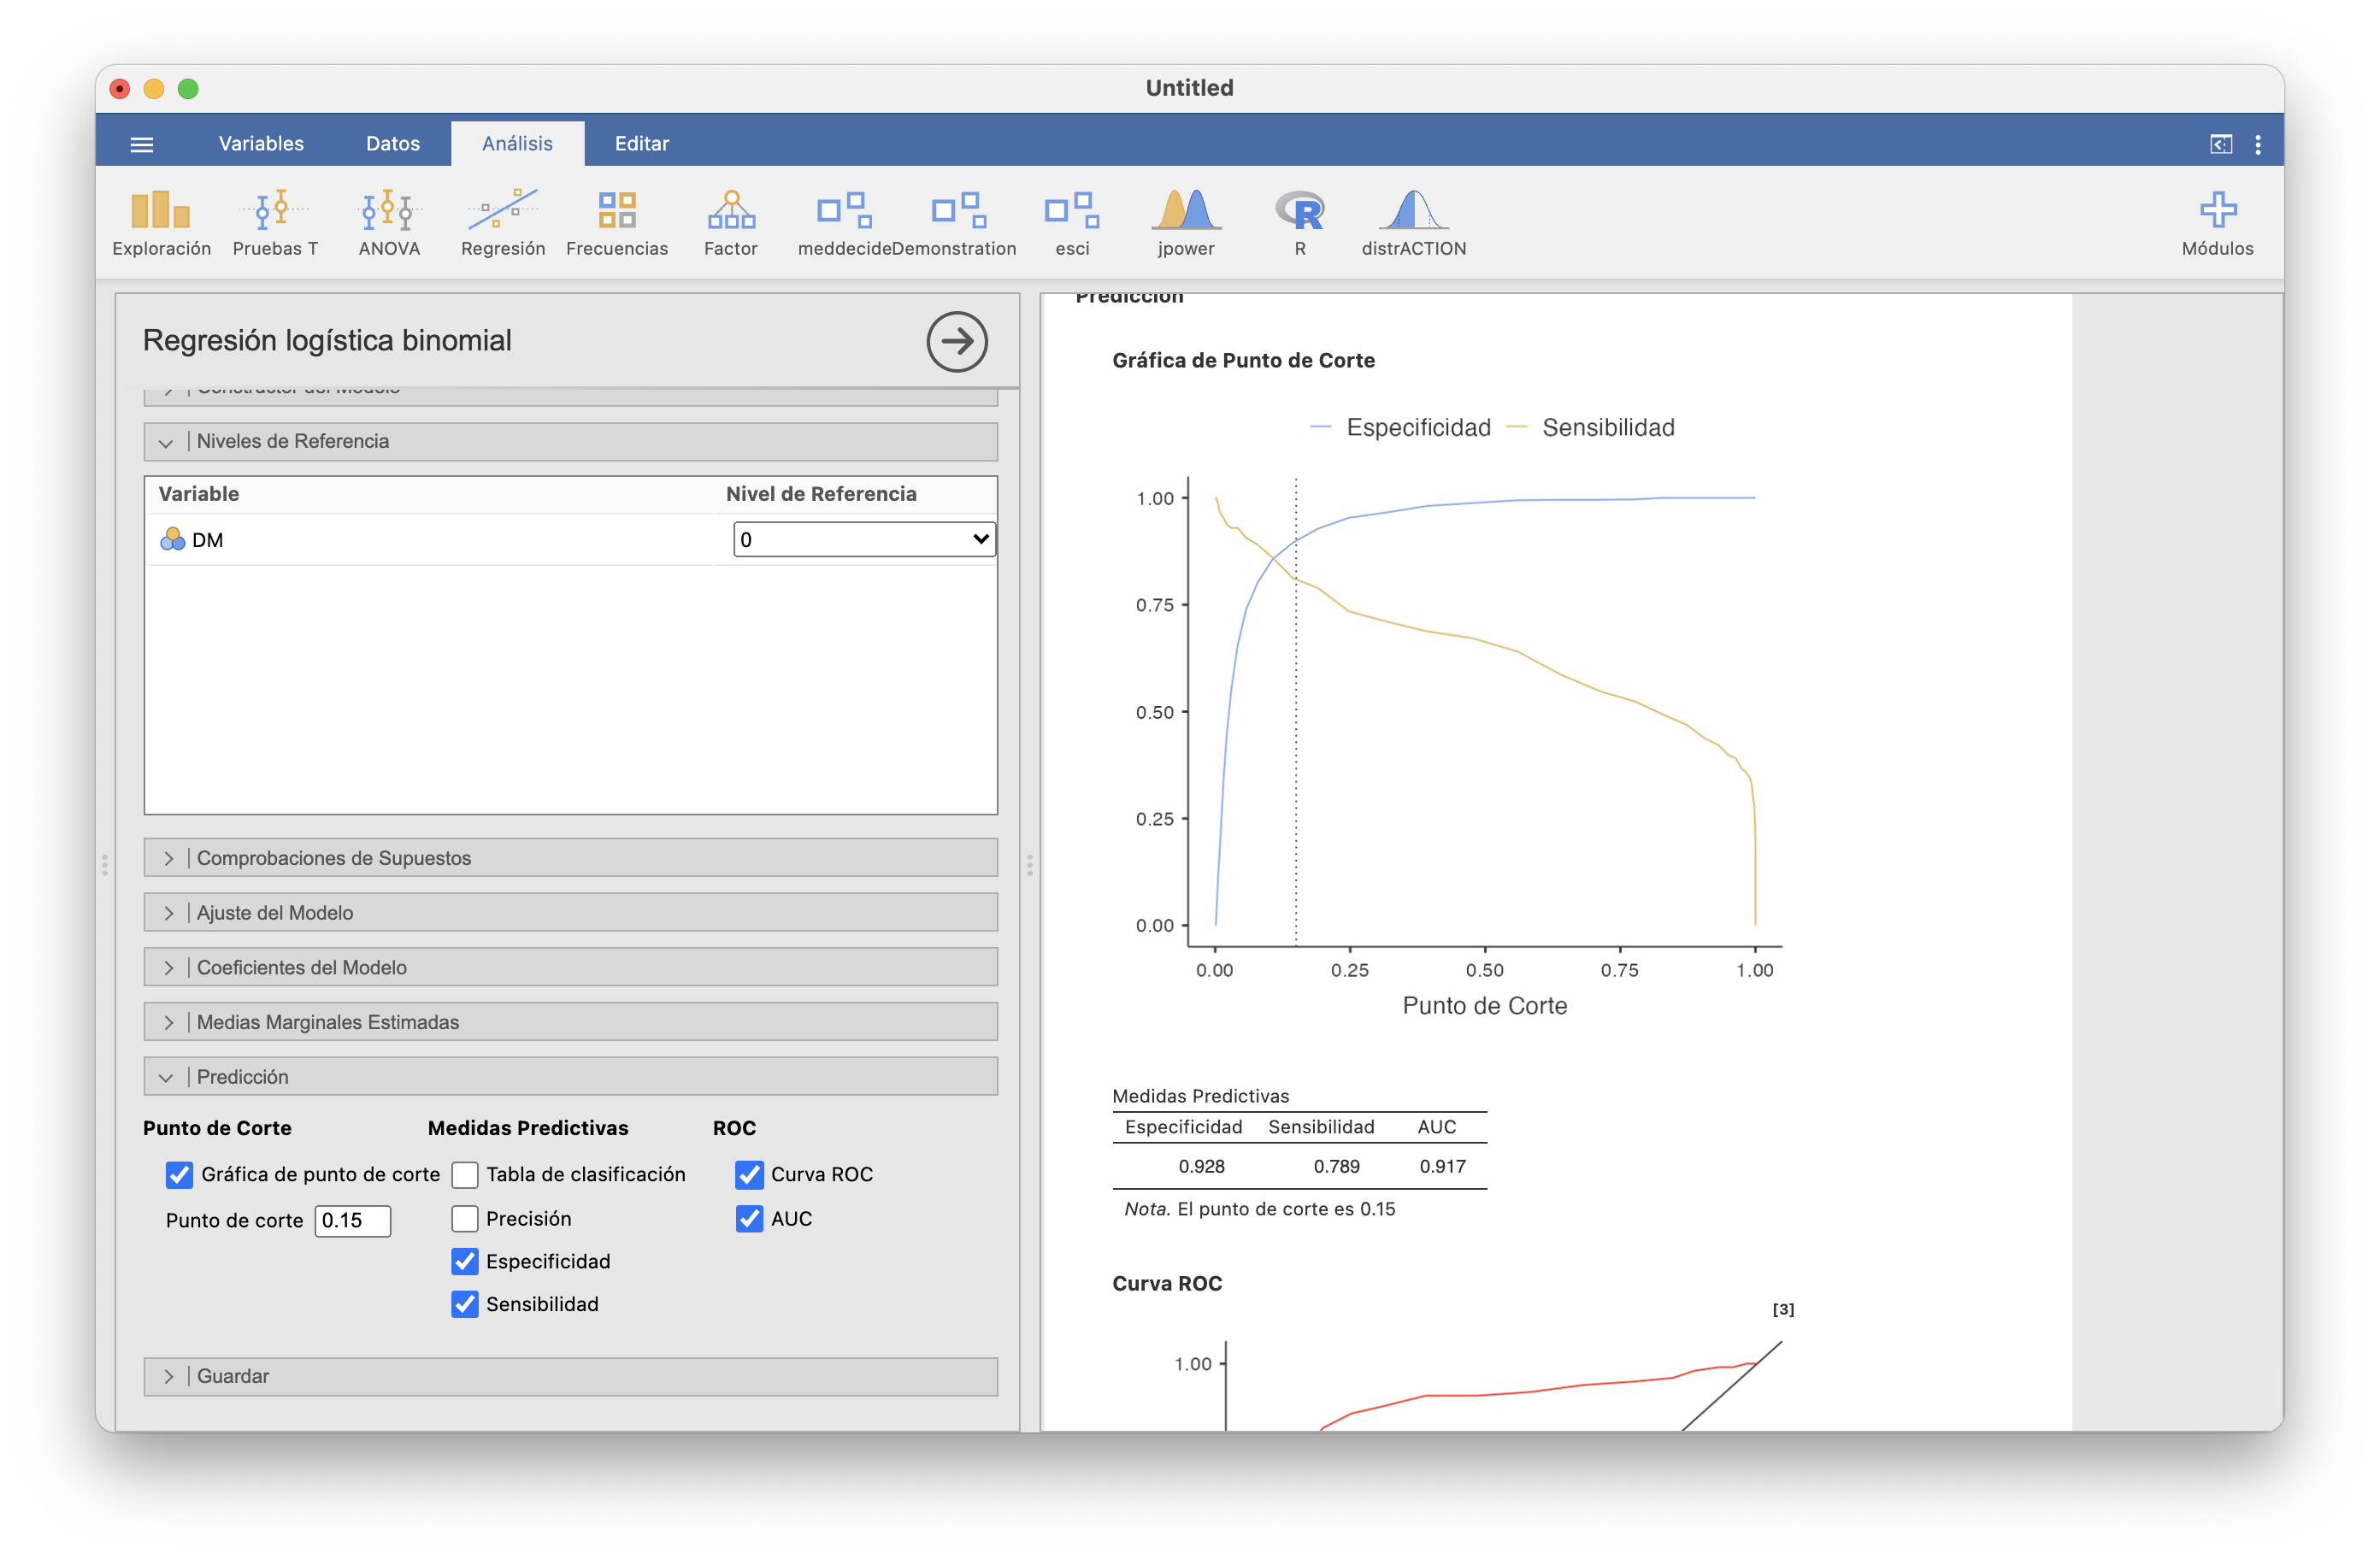 Untitled
Variables Datos Análisis Editar
Exploración Pruebas T ANOVA Regresión Frecuencias Factor meddecide Demonstration esci jpower R distrACTION Módulos
Regresión logística binomial
Constructor del Modelo
Niveles de Referencia
Variable Nivel de Referencia
DM 0
Comprobaciones de Supuestos
Ajuste del Modelo
Coeficientes del Modelo
Medias Marginales Estimadas
Predicción
Punto de Corte Medidas Predictivas ROC
Gráfica de punto de corte Tabla de clasificación Curva ROC
Punto de corte 0.15 Precisión AUC
Especificidad
Sensibilidad
Guardar
Predicción
Gráfica de Punto de Corte
Especificidad Sensibilidad
1.00
0.75
0.50
0.25
0.00
0.00 0.25 0.50 0.75 1.00
Punto de Corte
Medidas Predictivas
Especificidad Sensibilidad AUC
0.928 0.789 0.917
Nota. El punto de corte es 0.15
Curva ROC
[3]
1.00